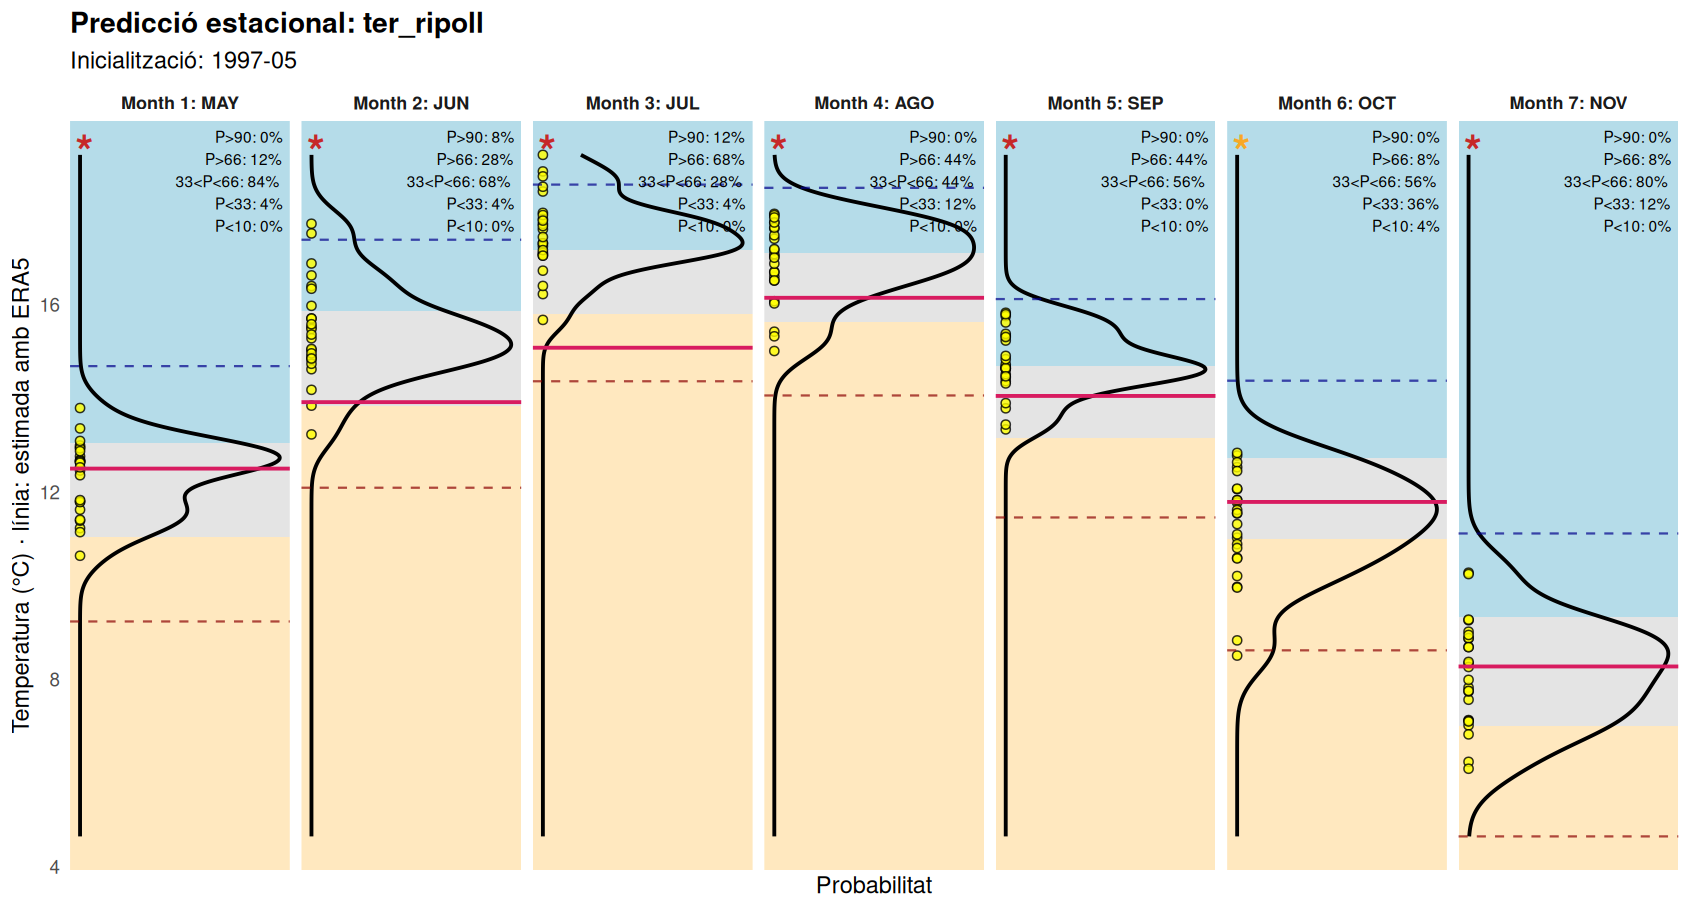 Predicció estacional: ter_ripoll
Inicialització: 1997-05
Month 1: MAY
P>90: 0%
P>66: 12%
33<P<66: 84%
P<33: 4%
P<10: 0%
Month 2: JUN
P>90: 8%
P>66: 28%
33<P<66: 68%
P<33: 4%
P<10: 0%
Month 3: JUL
P>90: 12%
P>66: 68%
33<P<66: 28%
P<33: 4%
P<10: 0%
Month 4: AGO
P>90: 0%
P>66: 44%
33<P<66: 44%
P<33: 12%
P<10: 0%
Month 5: SEP
P>90: 0%
P>66: 44%
33<P<66: 56%
P<33: 0%
P<10: 0%
Month 6: OCT
P>90: 0%
P>66: 8%
33<P<66: 56%
P<33: 36%
P<10: 4%
Month 7: NOV
P>90: 0%
P>66: 8%
33<P<66: 80%
P<33: 12%
P<10: 0%
Temperatura (°C) · línia: estimada amb ERA5
16
12
8
4
Probabilitat